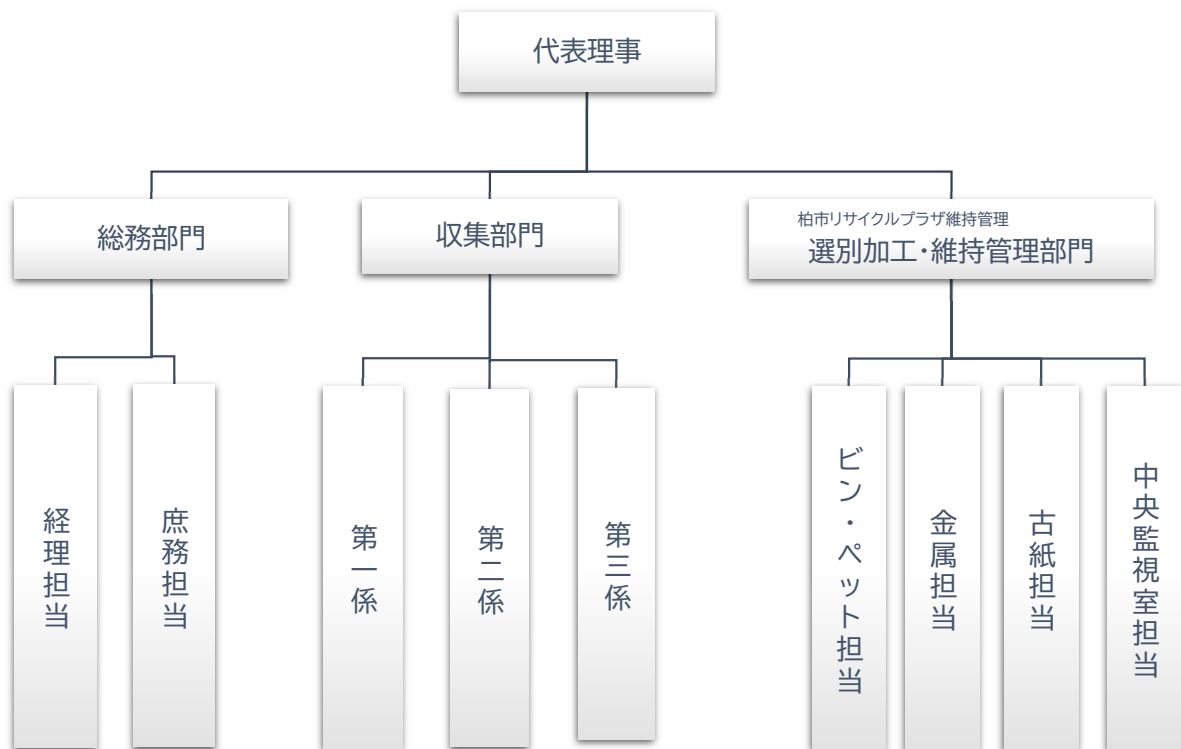 代表理事
総務部門
収集部門
柏市リサイクルプラザ維持管理
選別加工・維持管理部門
経理担当
庶務担当
第一係
第二係
第三係
ビン・ペット担当
金属担当
古紙担当
中央監視室担当